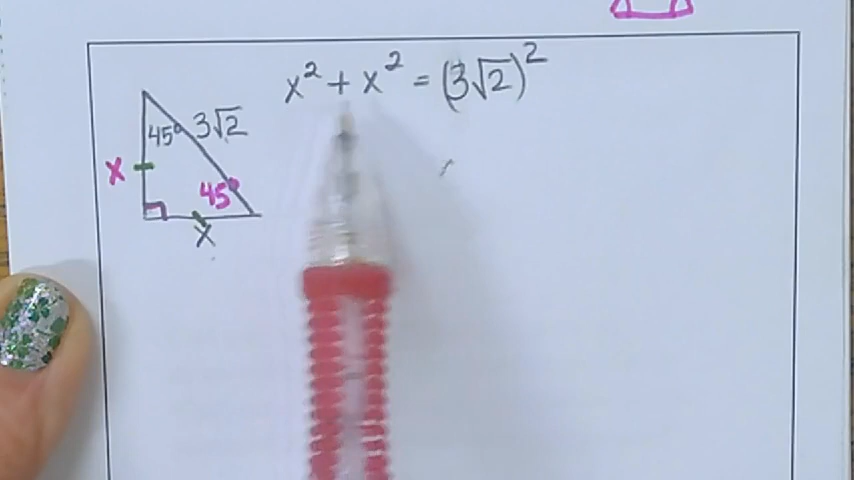 x² + x² = (3√2)²
45° 3√2
x
45°
x